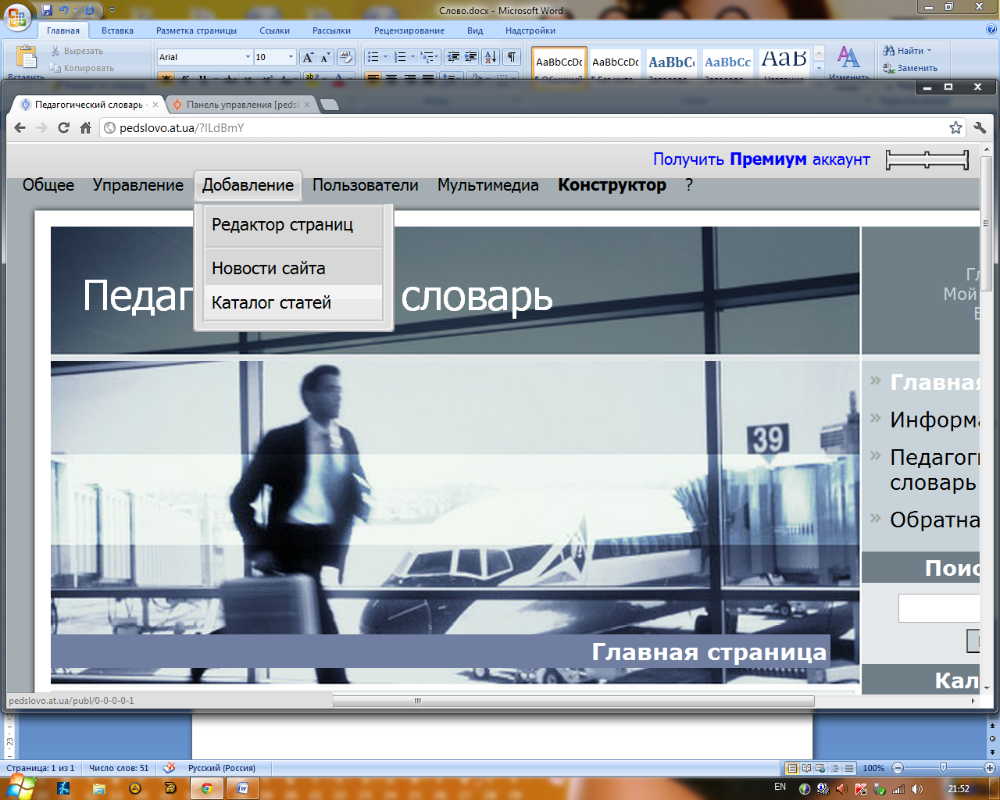 Слово.docx - Microsoft Word
Главная Вставка Разметка страницы Ссылки Рассылки Рецензирование Вид Надстройки
Вставить
Вырезать
Копировать
Arial 10
AaBbCcDc AaBbCcDc AaBbC AaBbCc AaB
Изменить
Найти
Заменить
Педагогический словарь - Панель управления [pedsl
pedslovo.at.ua/?lLdBmY
Получить Премиум аккаунт
Общее Управление Добавление Пользователи Мультимедиа Конструктор ?
Редактор страниц
Новости сайта
Каталог статей
Педаг словарь
Мой
39
Главная
Информа
Педагоги
словарь
Обратна
Поис
Кал
Главная страница
pedslovo.at.ua/publ/0-0-0-0-1
23
Страница: 1 из 1 Число слов: 51 Русский (Россия) 100%
EN 21:52